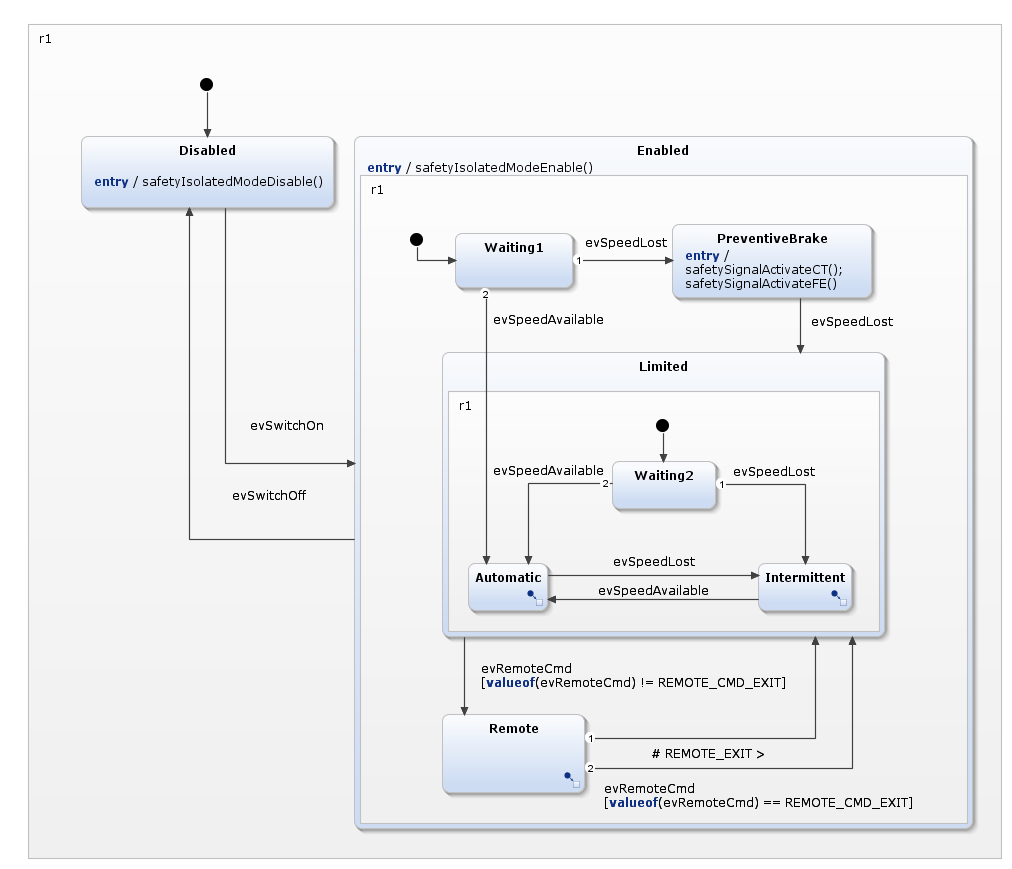 r1
Disabled
entry / safetyIsolatedModeDisable()
Enabled
entry / safetyIsolatedModeEnable()
r1
Waiting1
1
evSpeedLost
PreventiveBrake
entry /
safetySignalActivateCT();
safetySignalActivateFE()
2
evSpeedAvailable
evSpeedLost
Limited
r1
evSwitchOn
evSwitchOff
evSpeedAvailable
2
Waiting2
1
evSpeedLost
Automatic
evSpeedLost
evSpeedAvailable
Intermittent
evRemoteCmd
[valueof(evRemoteCmd) != REMOTE_CMD_EXIT]
Remote
1
# REMOTE_EXIT >
2
evRemoteCmd
[valueof(evRemoteCmd) == REMOTE_CMD_EXIT]